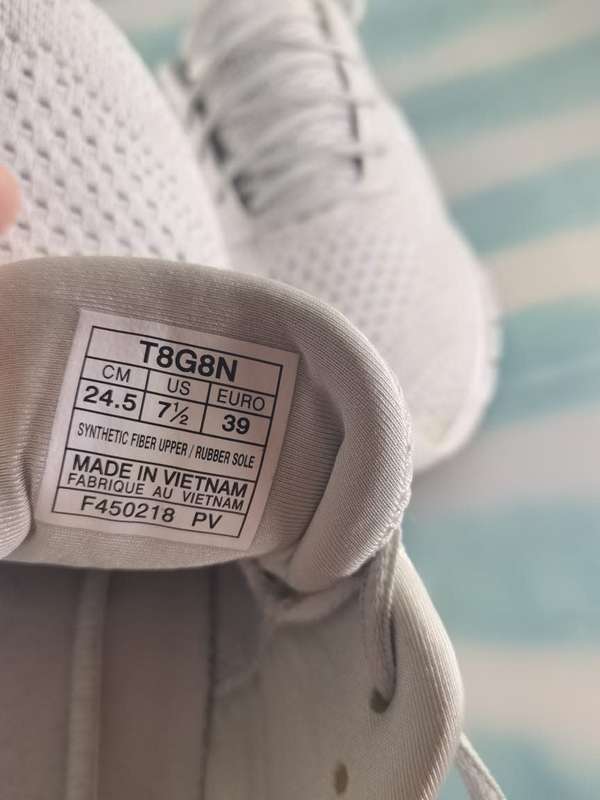 T8G8N
CM US EURO
24.5 7½ 39
SYNTHETIC FIBER UPPER / RUBBER SOLE
MADE IN VIETNAM
FABRIQUE AU VIETNAM
F450218 PV